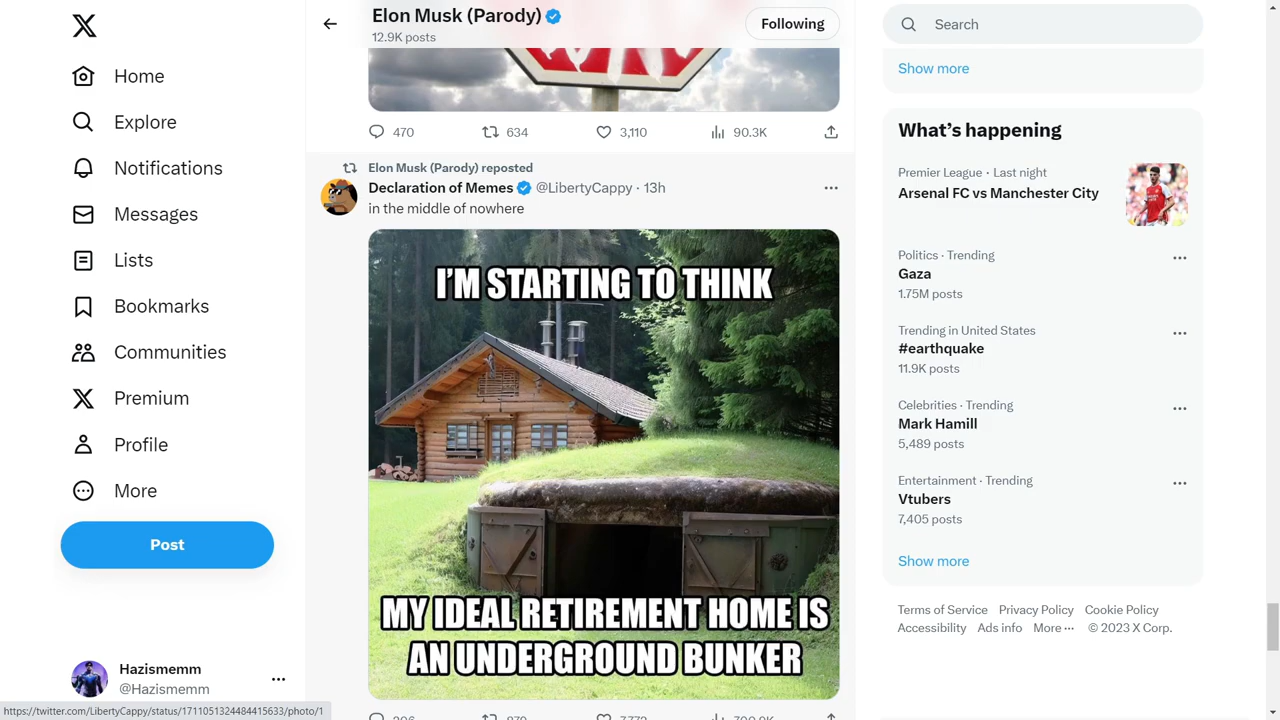 Home
Explore
Notifications
Messages
Lists
Bookmarks
Communities
Premium
Profile
More
Post
Hazismemm
@Hazismemm
https://twitter.com/LibertyCappy/status/1711051324484415633/photo/1
Elon Musk (Parody)
12.9K posts
Following
470 634 3,110 90.3K
Elon Musk (Parody) reposted
Declaration of Memes @LibertyCappy · 13h
in the middle of nowhere
I'M STARTING TO THINK
MY IDEAL RETIREMENT HOME IS
AN UNDERGROUND BUNKER
Search
Show more
What's happening
Premier League · Last night
Arsenal FC vs Manchester City
Politics · Trending
Gaza
1.75M posts
Trending in United States
#earthquake
11.9K posts
Celebrities · Trending
Mark Hamill
5,489 posts
Entertainment · Trending
Vtubers
7,405 posts
Show more
Terms of Service Privacy Policy Cookie Policy
Accessibility Ads info More ··· © 2023 X Corp.